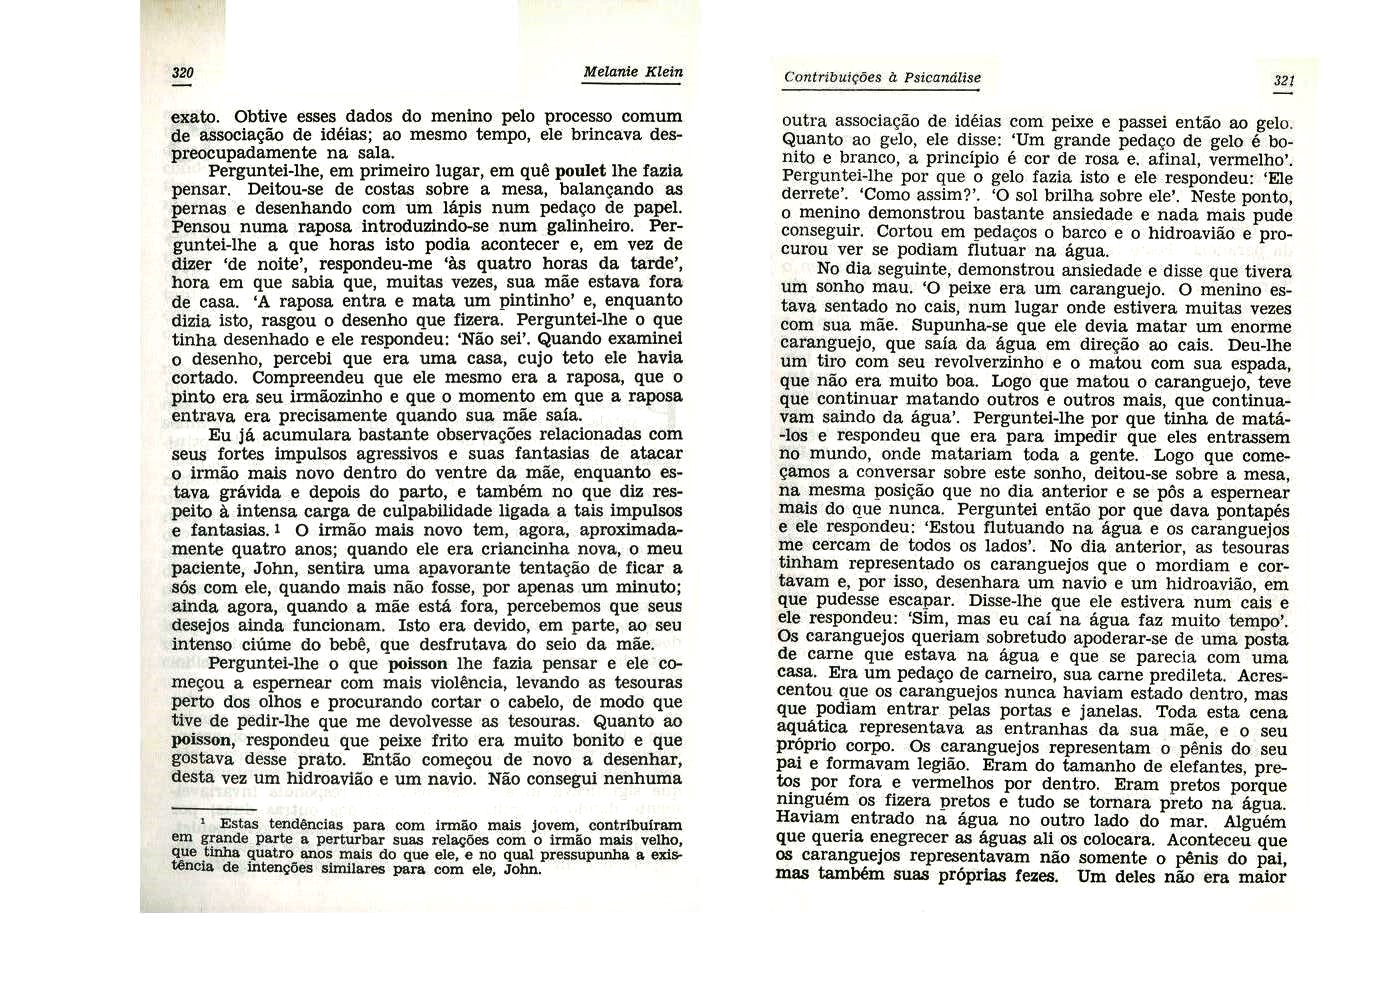 320
Melanie Klein
exato. Obtive esses dados do menino pelo processo comum
de associação de idéias; ao mesmo tempo, ele brincava des-
preocupadamente na sala.
Perguntei-lhe, em primeiro lugar, em quê poulet lhe fazia
pensar. Deitou-se de costas sobre a mesa, balançando as
pernas e desenhando com um lápis num pedaço de papel.
Pensou numa raposa introduzindo-se num galinheiro. Per-
guntei-lhe a que horas isto podia acontecer e, em vez de
dizer ‘de noite’, respondeu-me ‘às quatro horas da tarde’,
hora em que sabia que, muitas vezes, sua mãe estava fora
de casa. ‘A raposa entra e mata um pintinho’ e, enquanto
dizia isto, rasgou o desenho que fizera. Perguntei-lhe o que
tinha desenhado e ele respondeu: ‘Não sei’. Quando examinei
o desenho, percebi que era uma casa, cujo teto ele havia
cortado. Compreendeu que ele mesmo era a raposa, que o
pinto era seu irmãozinho e que o momento em que a raposa
entrava era precisamente quando sua mãe saía.
Eu já acumulara bastante observações relacionadas com
seus fortes impulsos agressivos e suas fantasias de atacar
o irmão mais novo dentro do ventre da mãe, enquanto es-
tava grávida e depois do parto, e também no que diz res-
peito à intensa carga de culpabilidade ligada a tais impulsos
e fantasias. 1 O irmão mais novo tem, agora, aproximada-
mente quatro anos; quando ele era criancinha nova, o meu
paciente, John, sentira uma apavorante tentação de ficar a
sós com ele, quando mais não fosse, por apenas um minuto;
ainda agora, quando a mãe está fora, percebemos que seus
desejos ainda funcionam. Isto era devido, em parte, ao seu
intenso ciúme do bebê, que desfrutava do seio da mãe.
Perguntei-lhe o que poisson lhe fazia pensar e ele co-
meçou a espernear com mais violência, levando as tesouras
perto dos olhos e procurando cortar o cabelo, de modo que
tive de pedir-lhe que me devolvesse as tesouras. Quanto ao
poisson, respondeu que peixe frito era muito bonito e que
gostava desse prato. Então começou de novo a desenhar,
desta vez um hidroavião e um navio. Não consegui nenhuma
1 Estas tendências para com irmão mais jovem, contribuíram
em grande parte a perturbar suas relações com o irmão mais velho,
que tinha quatro anos mais do que ele, e no qual pressupunha a exis-
tência de intenções similares para com ele, John.
Contribuições à Psicanálise
321
outra associação de idéias com peixe e passei então ao gelo.
Quanto ao gelo, ele disse: ‘Um grande pedaço de gelo é bo-
nito e branco, a princípio é cor de rosa e. afinal, vermelho’.
Perguntei-lhe por que o gelo fazia isto e ele respondeu: ‘Ele
derrete’. ‘Como assim?’. ‘O sol brilha sobre ele’. Neste ponto,
o menino demonstrou bastante ansiedade e nada mais pude
conseguir. Cortou em pedaços o barco e o hidroavião e pro-
curou ver se podiam flutuar na água.
No dia seguinte, demonstrou ansiedade e disse que tivera
um sonho mau. ‘O peixe era um caranguejo. O menino es-
tava sentado no cais, num lugar onde estivera muitas vezes
com sua mãe. Supunha-se que ele devia matar um enorme
caranguejo, que saía da água em direção ao cais. Deu-lhe
um tiro com seu revolverzinho e o matou com sua espada,
que não era muito boa. Logo que matou o caranguejo, teve
que continuar matando outros e outros mais, que continua-
vam saindo da água’. Perguntei-lhe por que tinha de matá-
-los e respondeu que era para impedir que eles entrassem
no mundo, onde matariam toda a gente. Logo que come-
çamos a conversar sobre este sonho, deitou-se sobre a mesa,
na mesma posição que no dia anterior e se pôs a espernear
mais do que nunca. Perguntei então por que dava pontapés
e ele respondeu: ‘Estou flutuando na água e os caranguejos
me cercam de todos os lados’. No dia anterior, as tesouras
tinham representado os caranguejos que o mordiam e cor-
tavam e, por isso, desenhara um navio e um hidroavião, em
que pudesse escapar. Disse-lhe que ele estivera num cais e
ele respondeu: ‘Sim, mas eu caí na água faz muito tempo’.
Os caranguejos queriam sobretudo apoderar-se de uma posta
de carne que estava na água e que se parecia com uma
casa. Era um pedaço de carneiro, sua carne predileta. Acres-
centou que os caranguejos nunca haviam estado dentro, mas
que podiam entrar pelas portas e janelas. Toda esta cena
aquática representava as entranhas da sua mãe, e o seu
próprio corpo. Os caranguejos representam o pênis do seu
pai e formavam legião. Eram do tamanho de elefantes, pre-
tos por fora e vermelhos por dentro. Eram pretos porque
ninguém os fizera pretos e tudo se tornara preto na água.
Haviam entrado na água no outro lado do mar. Alguém
que queria enegrecer as águas ali os colocara. Aconteceu que
os caranguejos representavam não somente o pênis do pai,
mas também suas próprias fezes. Um deles não era maior